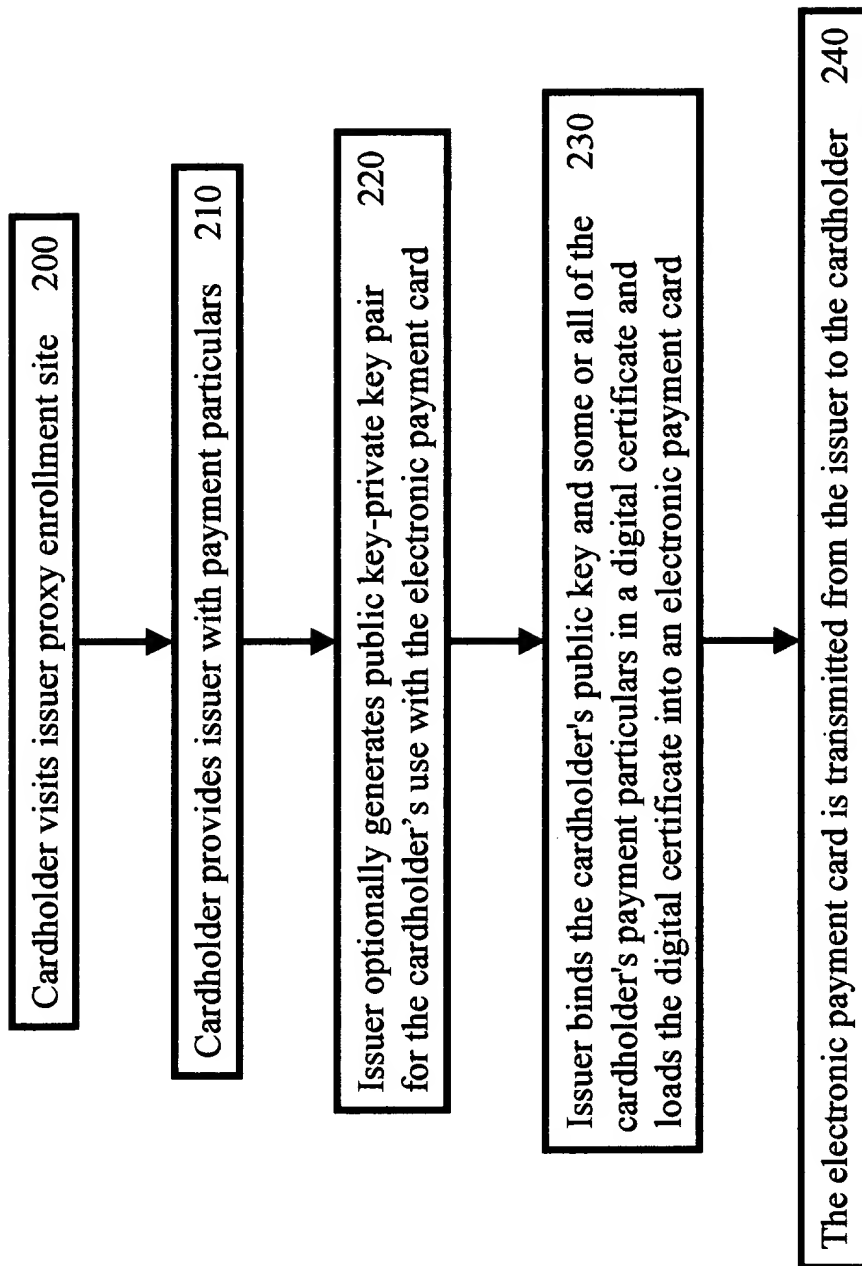 Cardholder visits issuer proxy enrollment site 200
Cardholder provides issuer with payment particulars 210
Issuer optionally generates public key-private key pair 220
for the cardholder's use with the electronic payment card
Issuer binds the cardholder's public key and some or all of the 230
cardholder's payment particulars in a digital certificate and
loads the digital certificate into an electronic payment card
The electronic payment card is transmitted from the issuer to the cardholder 240